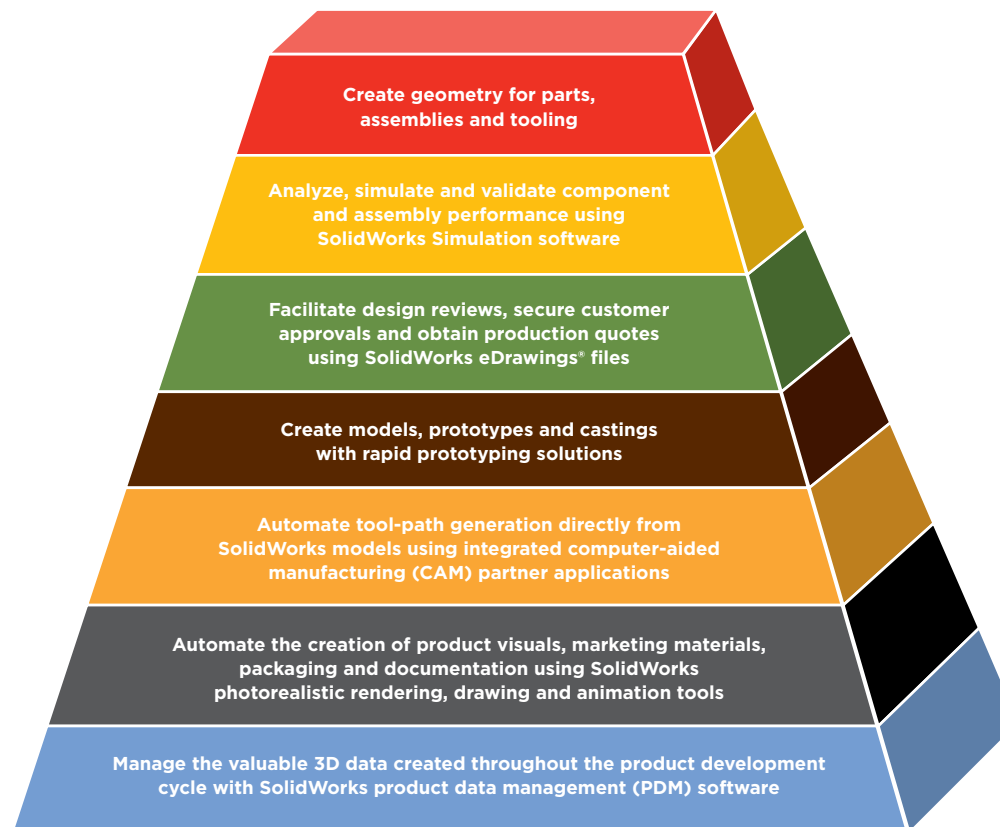 Create geometry for parts,
assemblies and tooling
Analyze, simulate and validate component
and assembly performance using
SolidWorks Simulation software
Facilitate design reviews, secure customer
approvals and obtain production quotes
using SolidWorks eDrawings® files
Create models, prototypes and castings
with rapid prototyping solutions
Automate tool-path generation directly from
SolidWorks models using integrated computer-aided
manufacturing (CAM) partner applications
Automate the creation of product visuals, marketing materials,
packaging and documentation using SolidWorks
photorealistic rendering, drawing and animation tools
Manage the valuable 3D data created throughout the product development
cycle with SolidWorks product data management (PDM) software